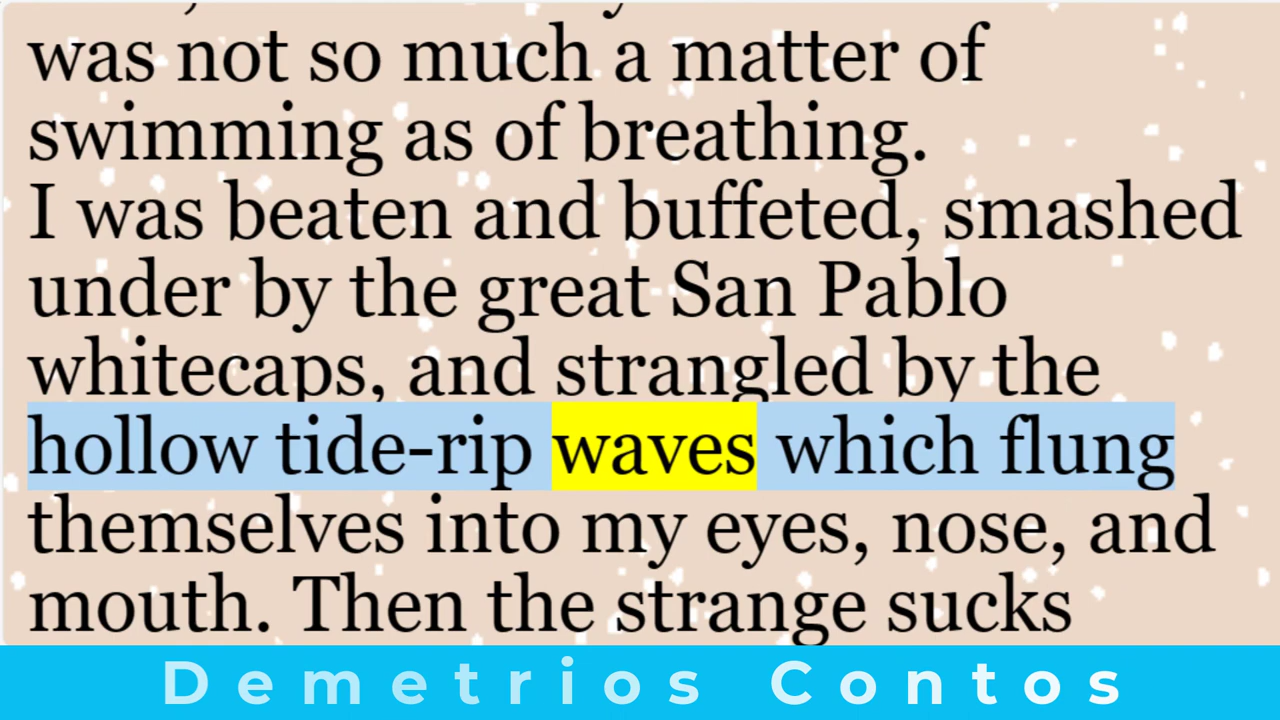 was not so much a matter of
swimming as of breathing.
I was beaten and buffeted, smashed
under by the great San Pablo
whitecaps, and strangled by the
hollow tide-rip waves which flung
themselves into my eyes, nose, and
mouth. Then the strange sucks
Demetrios Contos